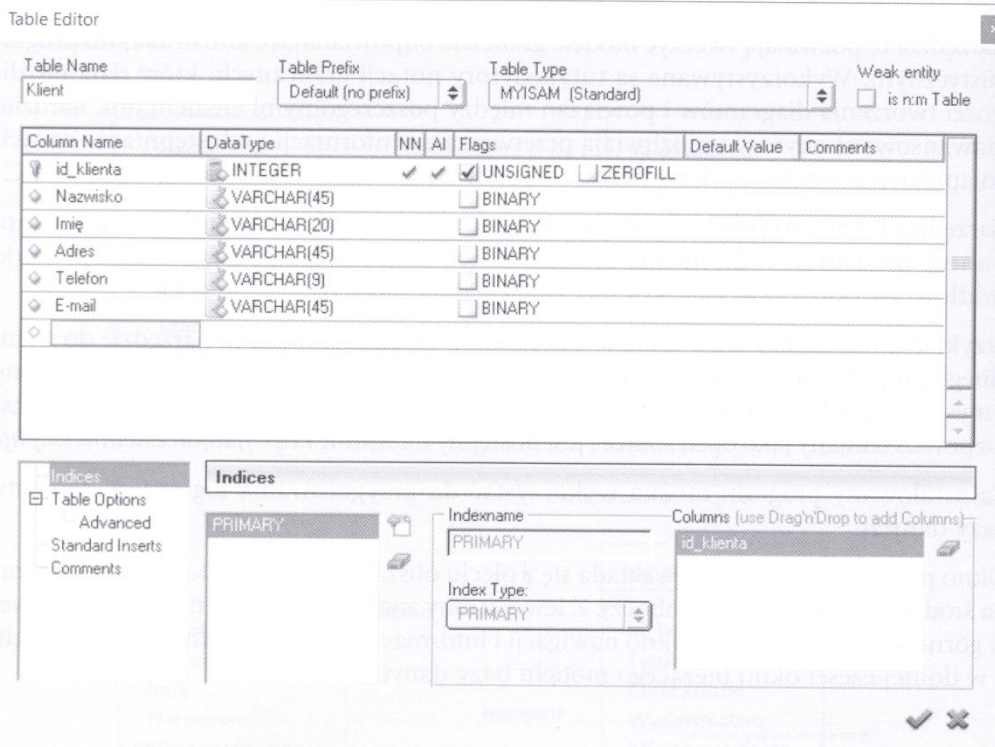 Table Editor
Table Name
Table Prefix
Table Type
Weak entity
Klient
Default (no prefix)
MYISAM (Standard)
is n:m Table
Column Name DataType NN AI Flags Default Value Comments
id_klienta INTEGER UNSIGNED ZEROFILL
Nazwisko VARCHAR(45) BINARY
Imię VARCHAR(20) BINARY
Adres VARCHAR(45) BINARY
Telefon VARCHAR(9) BINARY
E-mail VARCHAR(45) BINARY
Indices
Table Options
Advanced
Standard Inserts
Comments
Indices
PRIMARY
Indexname
PRIMARY
Index Type:
PRIMARY
Columns (use Drag'n'Drop to add Columns)
id_klienta